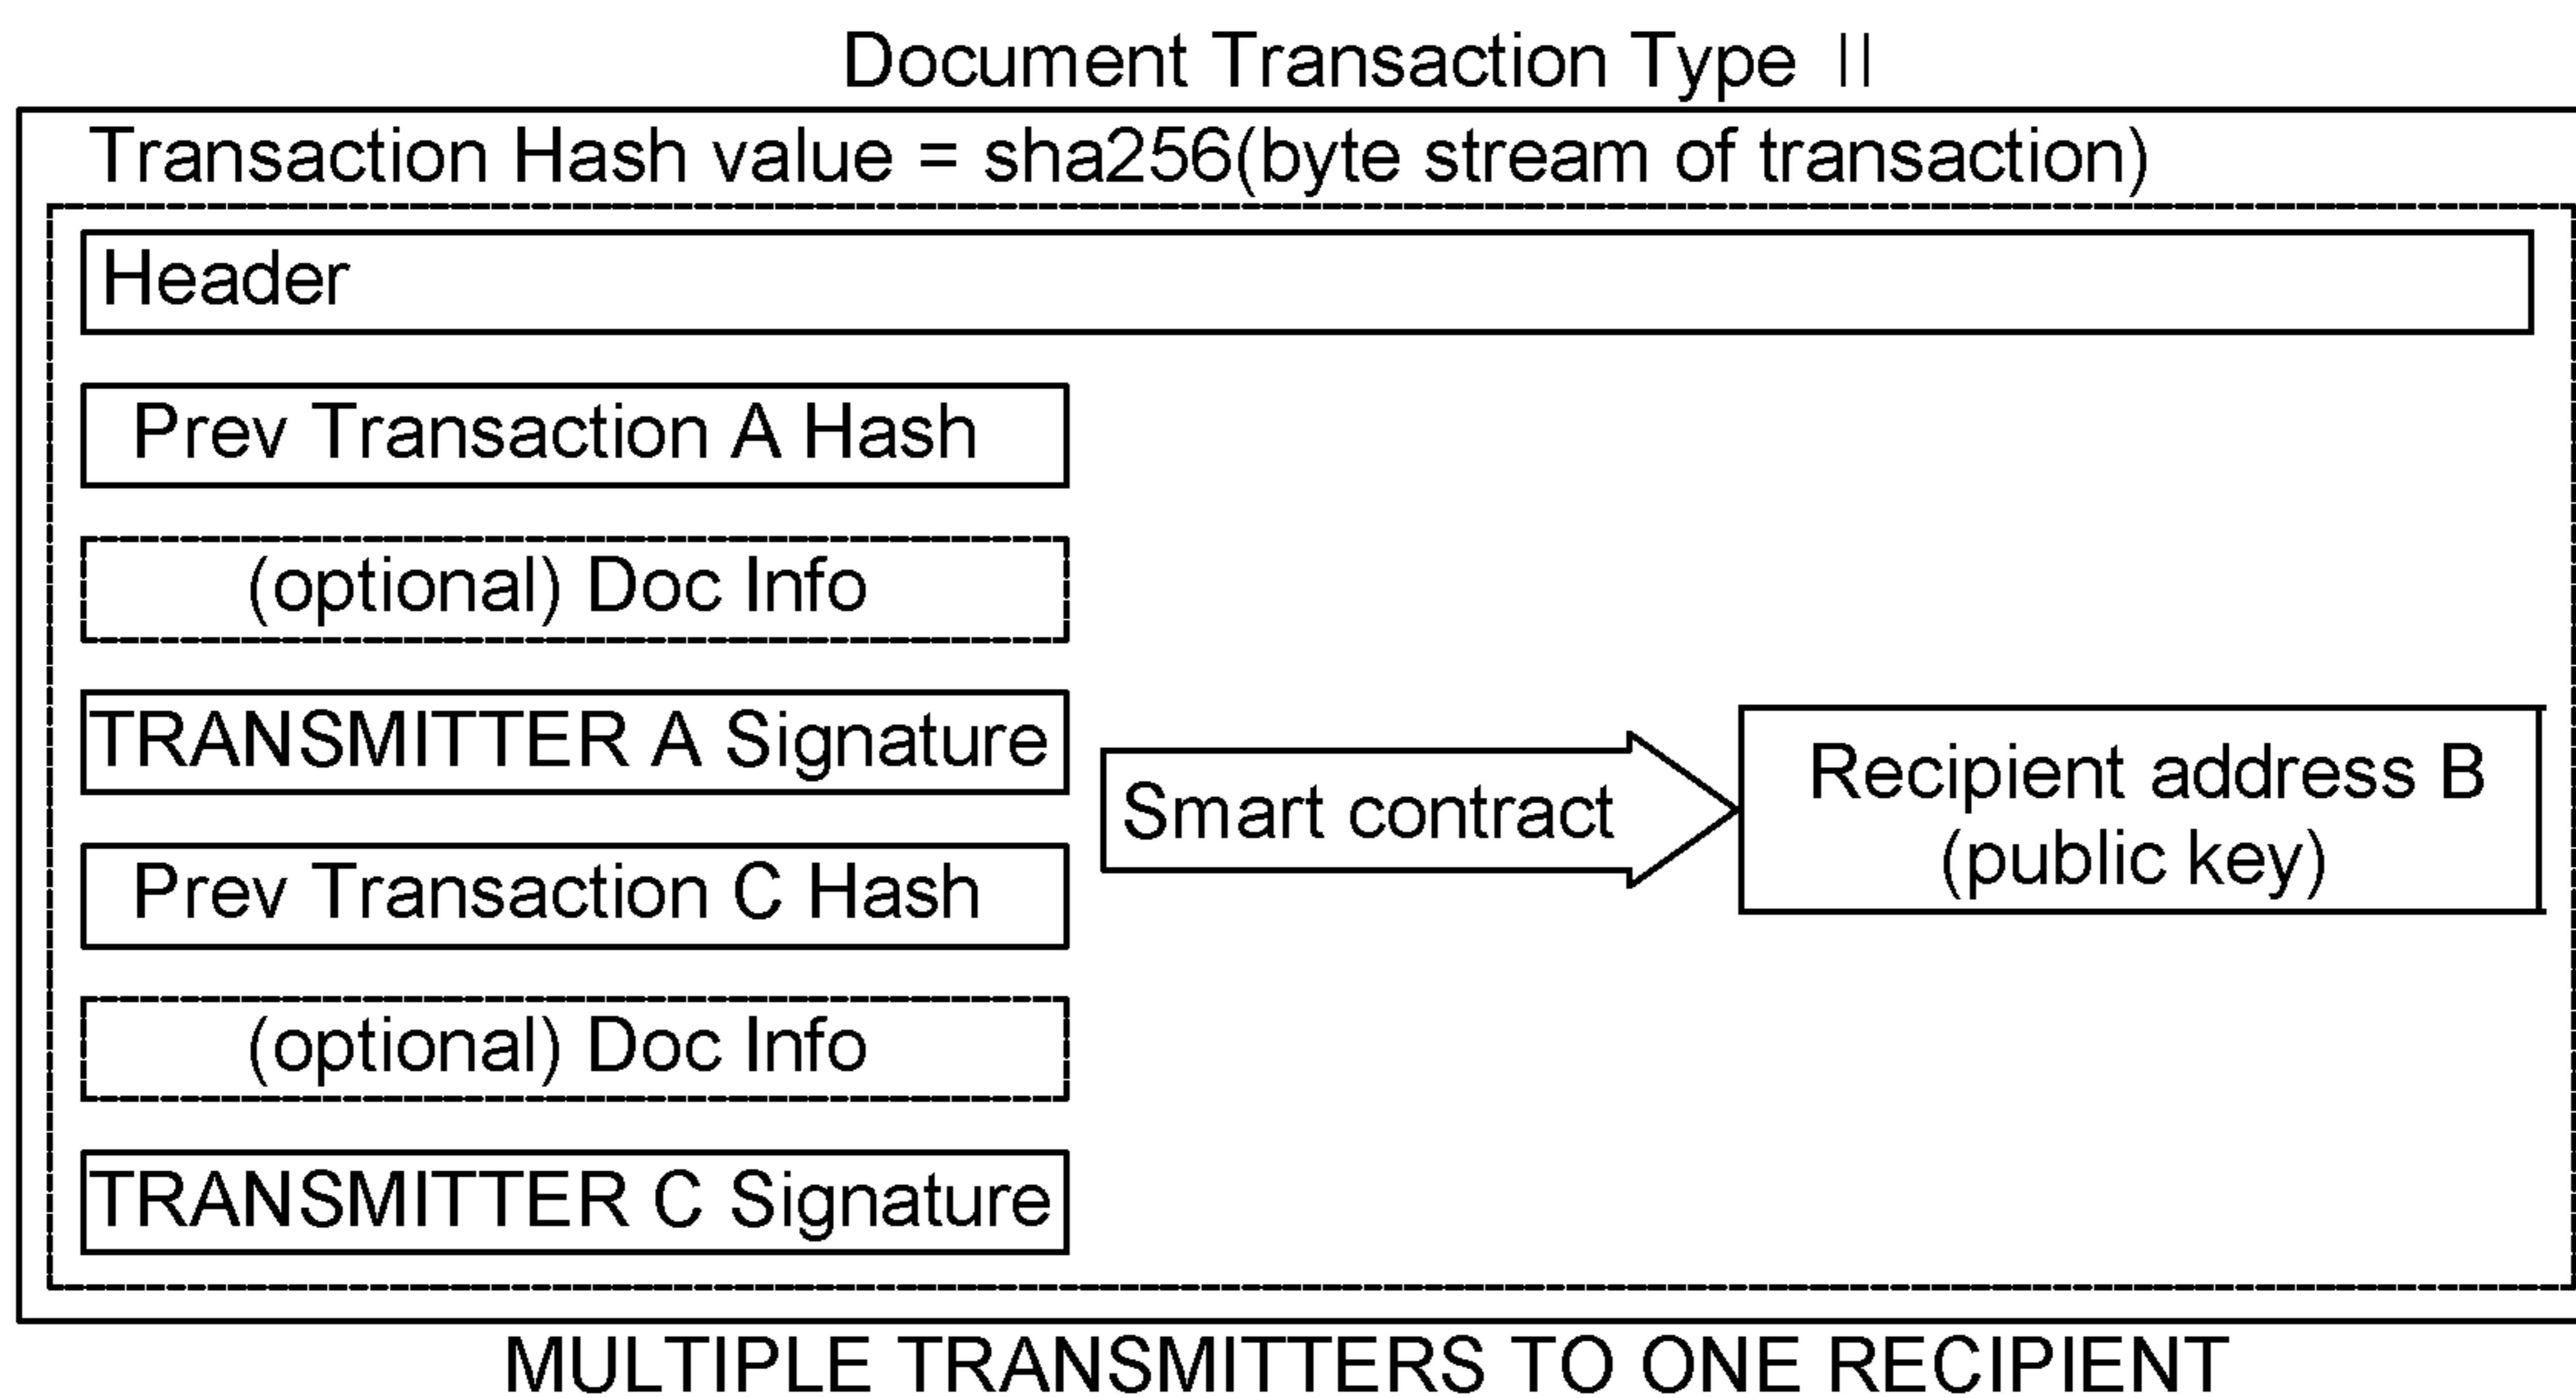 Document Transaction Type II
Transaction Hash value = sha256(byte stream of transaction)
Header
Prev Transaction A Hash
(optional) Doc Info
TRANSMITTER A Signature
Prev Transaction C Hash
(optional) Doc Info
TRANSMITTER C Signature
Smart contract
Recipient address B
(public key)
MULTIPLE TRANSMITTERS TO ONE RECIPIENT